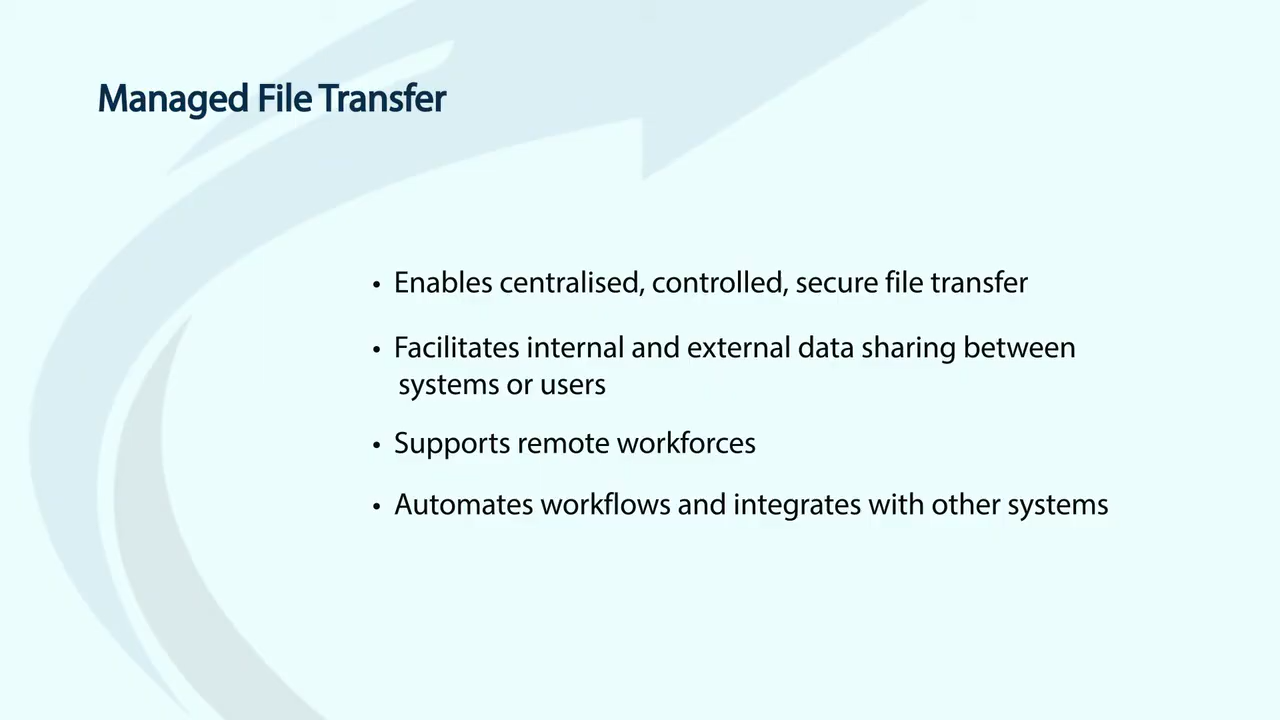 Managed File Transfer
• Enables centralised, controlled, secure file transfer
• Facilitates internal and external data sharing between
systems or users
• Supports remote workforces
• Automates workflows and integrates with other systems